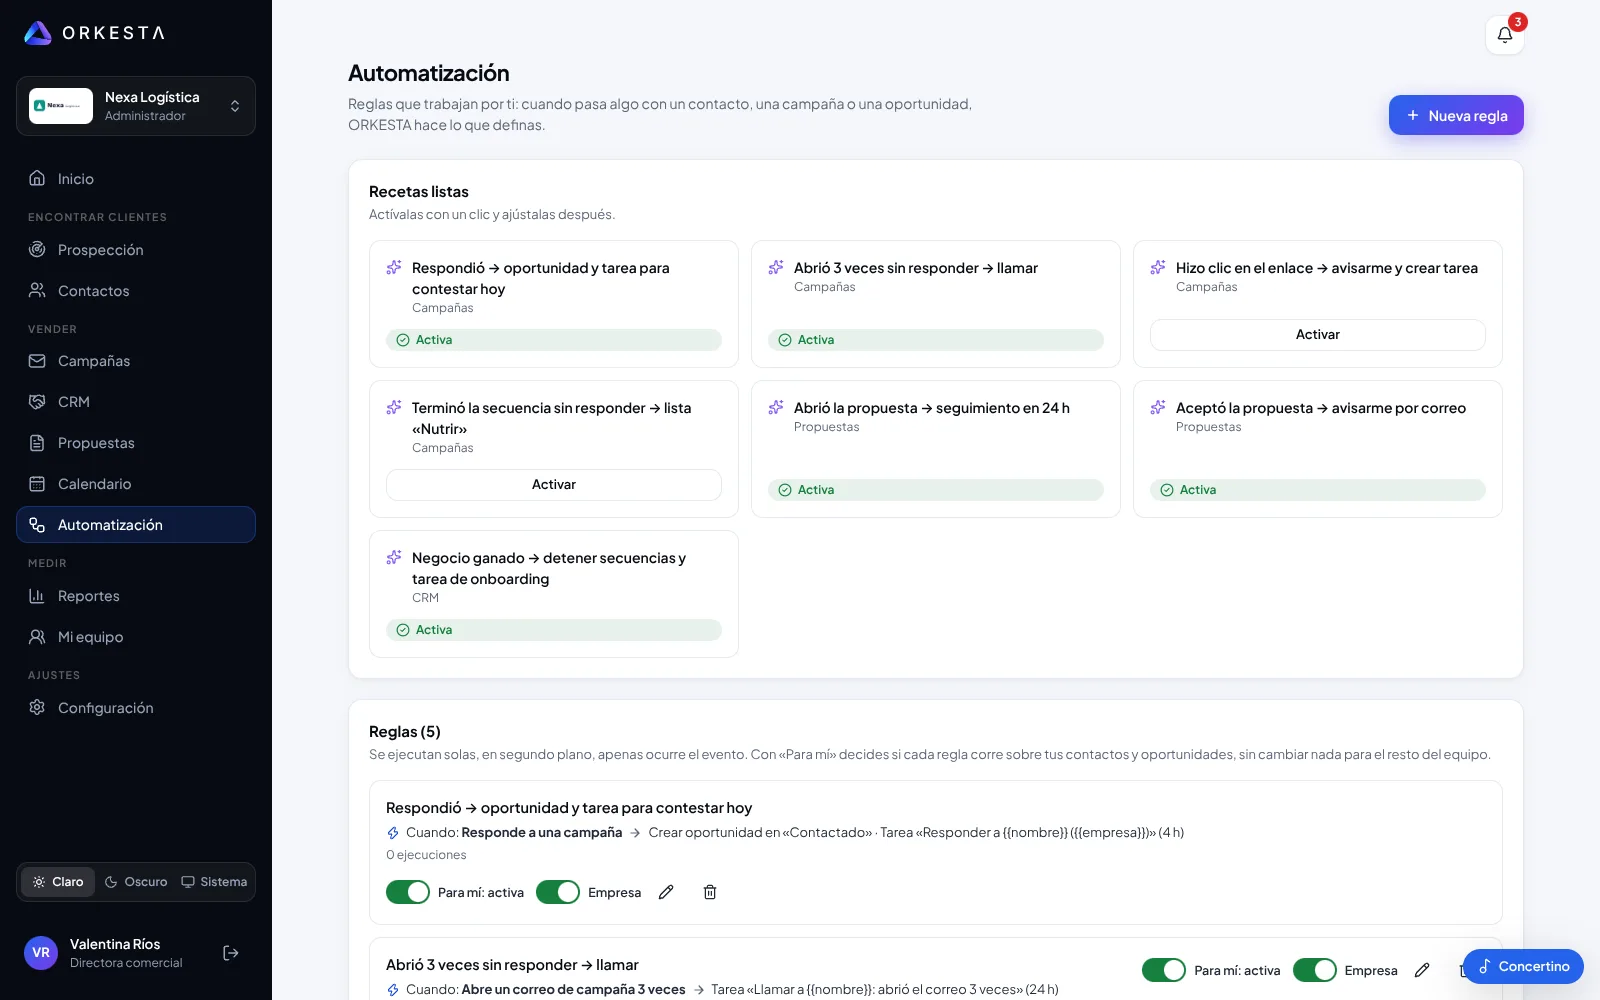 ORKESTA
Nexa Logística
Administrador
Inicio
ENCONTRAR CLIENTES
Prospección
Contactos
VENDER
Campañas
CRM
Propuestas
Calendario
Automatización
MEDIR
Reportes
Mi equipo
AJUSTES
Configuración
Claro
Oscuro
Sistema
VR
Valentina Ríos
Directora comercial
3
Automatización
Reglas que trabajan por ti: cuando pasa algo con un contacto, una campaña o una oportunidad,
ORKESTA hace lo que definas.
Nueva regla
Recetas listas
Actívalas con un clic y ajústalas después.
Respondió → oportunidad y tarea para
contestar hoy
Campañas
Activa
Abrió 3 veces sin responder → llamar
Campañas
Activa
Hizo clic en el enlace → avisarme y crear tarea
Campañas
Activar
Terminó la secuencia sin responder → lista
«Nutrir»
Campañas
Activar
Abrió la propuesta → seguimiento en 24 h
Propuestas
Activa
Aceptó la propuesta → avisarme por correo
Propuestas
Activa
Negocio ganado → detener secuencias y
tarea de onboarding
CRM
Activa
Reglas (5)
Se ejecutan solas, en segundo plano, apenas ocurre el evento. Con «Para mí» decides si cada regla corre sobre tus contactos y oportunidades, sin cambiar nada para el resto del equipo.
Respondió → oportunidad y tarea para contestar hoy
Cuando: Responde a una campaña → Crear oportunidad en «Contactado» · Tarea «Responder a {{nombre}} ({{empresa}})» (4 h)
0 ejecuciones
Para mí: activa
Empresa
Abrió 3 veces sin responder → llamar
Cuando: Abre un correo de campaña 3 veces → Tarea «Llamar a {{nombre}}: abrió el correo 3 veces» (24 h)
Para mí: activa
Empresa
Concertino